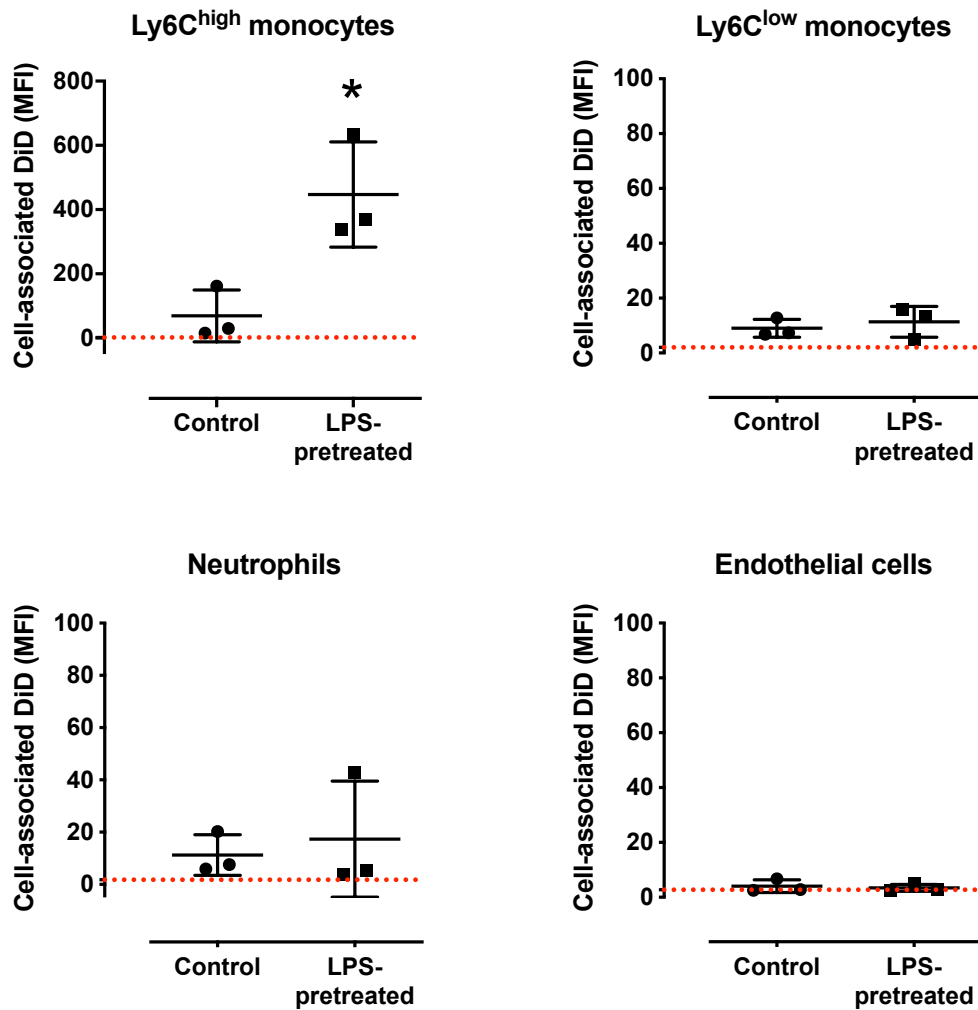 Ly6Chigh monocytes
Cell-associated DiD (MFI)
800
600
400
200
0
*
Control
LPS-
pretreated
Ly6Clow monocytes
Cell-associated DiD (MFI)
100
80
60
40
20
0
Control
LPS-
pretreated
Neutrophils
Cell-associated DiD (MFI)
100
80
60
40
20
0
Control
LPS-
pretreated
Endothelial cells
Cell-associated DiD (MFI)
100
80
60
40
20
0
Control
LPS-
pretreated